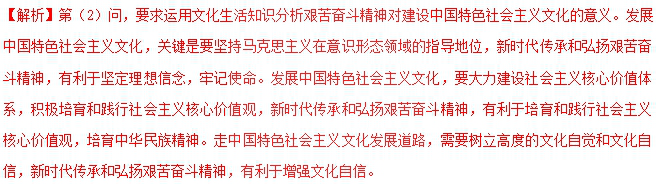 【解析】第（2）问，要求运用文化生活知识分析艰苦奋斗精神对建设中国特色社会主义文化的意义。发展
中国特色社会主义文化，关键是要坚持马克思主义在意识形态领域的指导地位，新时代传承和弘扬艰苦奋
斗精神，有利于坚定理想信念，牢记使命。发展中国特色社会主义文化，要大力建设社会主义核心价值体
系，积极培育和践行社会主义核心价值观，新时代传承和弘扬艰苦奋斗精神，有利于培育和践行社会主义
核心价值观，培育中华民族精神。走中国特色社会主义文化发展道路，需要树立高度的文化自觉和文化自
信，新时代传承和弘扬艰苦奋斗精神，有利于增强文化自信。